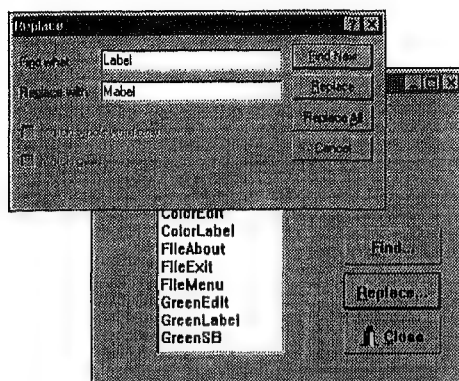 Replace
Find what: Label
Replace with: Mabel
Find Next
Replace
Replace All
Cancel
ColorEdit
ColorLabel
FileAbout
FileExit
FileMenu
GreenEdit
GreenLabel
GreenSB
Find...
Replace...
Close